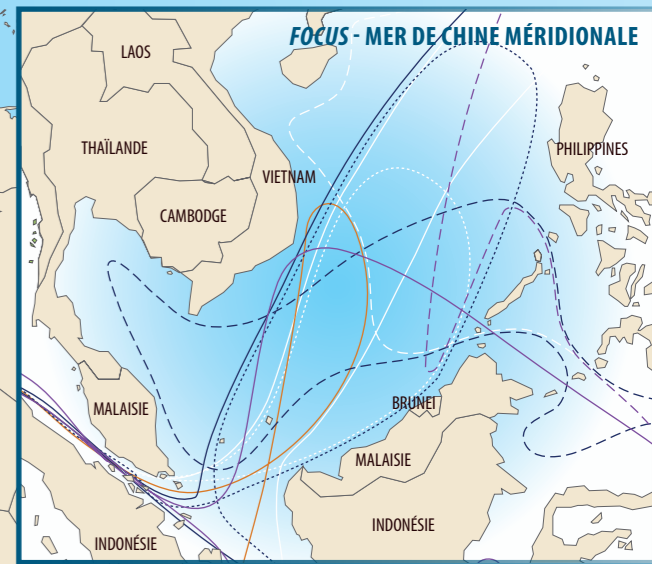 FOCUS - MER DE CHINE MÉRIDIONALE
LAOS
THAÏLANDE
PHILIPPINES
VIETNAM
CAMBODGE
MALAISIE
BRUNEI
MALAISIE
INDONÉSIE
INDONÉSIE